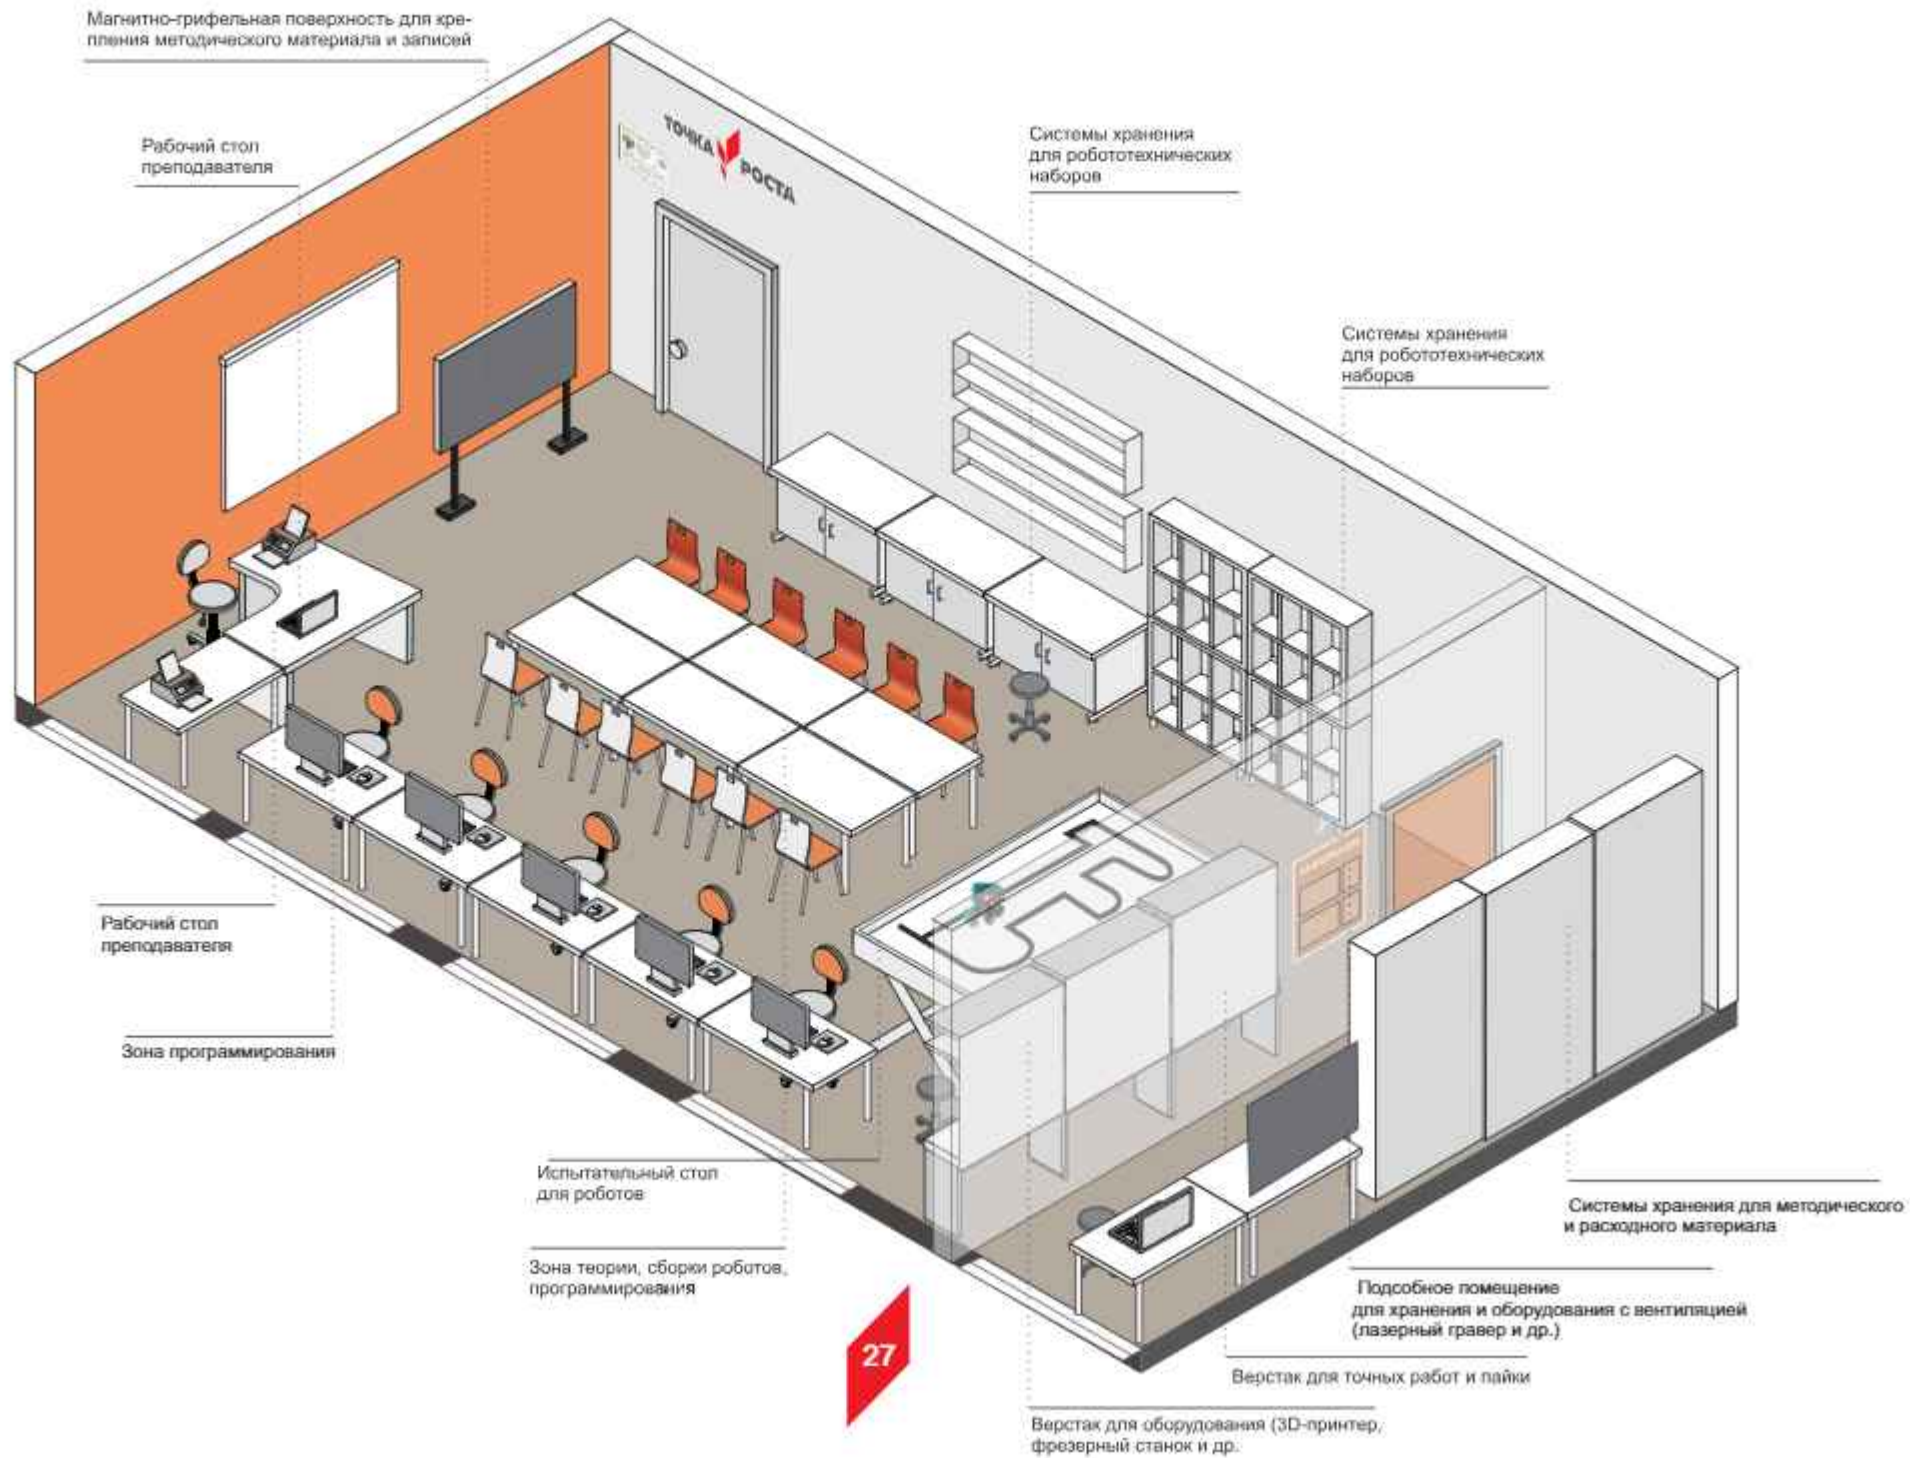 Магнитно-грифельная поверхность для кре-
пления методического материала и записей
Рабочий стол
преподавателя
ТОЧКА
РОСТА
Системы хранения
для робототехнических
наборов
Системы хранения
для робототехнических
наборов
Рабочий стол
преподавателя
Зона программирования
Испытательный стол
для роботов
Зона теории, сборки роботов,
программирования
Системы хранения для методического
и расходного материала
Подсобное помещение
для хранения и оборудования с вентиляцией
(лазерный гравер и др.)
27
Верстак для точных работ и пайки
Верстак для оборудования (3D-принтер,
фрезерный станок и др.